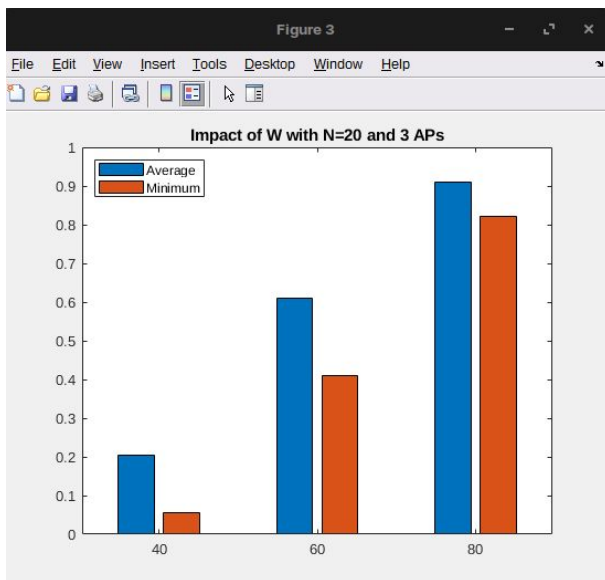 Figure 3
File Edit View Insert Tools Desktop Window Help
Impact of W with N=20 and 3 APs
Average
Minimum
1
0.9
0.8
0.7
0.6
0.5
0.4
0.3
0.2
0.1
0
40 60 80